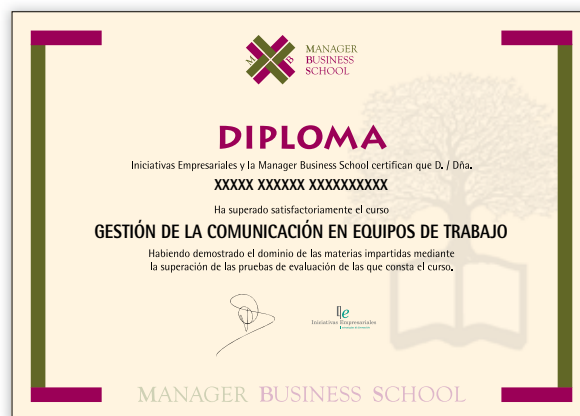 M B
MANAGER
BUSINESS
SCHOOL
DIPLOMA
Iniciativas Empresariales y la Manager Business School certifican que D. / Dña.
XXXXX XXXXXX XXXXXXXXXX
Ha superado satisfactoriamente el curso
GESTIÓN DE LA COMUNICACIÓN EN EQUIPOS DE TRABAJO
Habiendo demostrado el dominio de las materias impartidas mediante
la superación de las pruebas de evaluación de las que consta el curso.
Iniciativas Empresariales
MANAGER BUSINESS SCHOOL